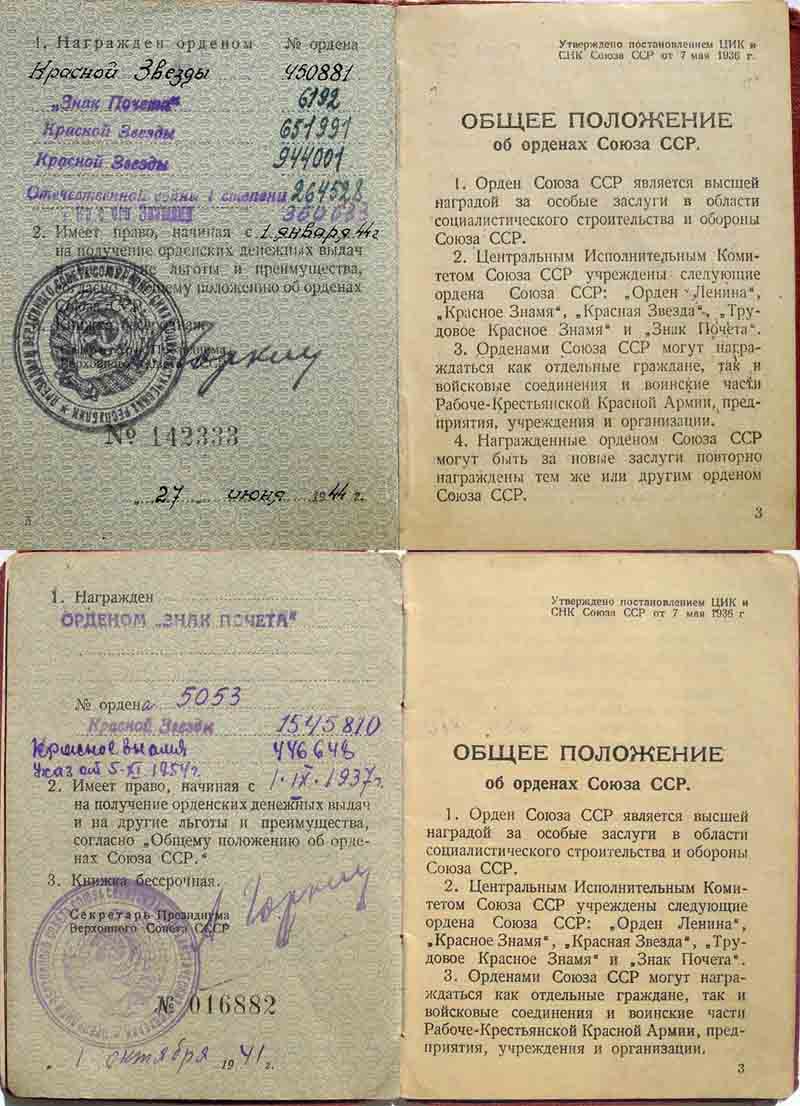 1. Награжден орденом № ордена
Красной Звезды 450881
„Знак Почета“ 6192
Красной Звезды 651991
Красной Звезды 944001
Отечественной войны I степени 264528
2. Имеет право, начиная с 1 января 44 г
на получение орденских денежных выдач
льготы и преимущества,
согласно Общему положению об орденах
Союза ССР.
Книжка бессрочная
Секретарь Президиума
Верховного Совета СССР
Горкин
№ 142333
„ 27 „ июня 1944 г.
Утверждено постановлением ЦИК и
СНК Союза ССР от 7 мая 1936 г.
ОБЩЕЕ ПОЛОЖЕНИЕ
об орденах Союза ССР.
1. Орден Союза ССР является высшей
наградой за особые заслуги в области
социалистического строительства и обороны
Союза ССР.
2. Центральным Исполнительным Коми-
тетом Союза ССР учреждены следующие
ордена Союза ССР: „Орден Ленина“,
„Красное Знамя“, „Красная Звезда“, „Тру-
довое Красное Знамя“ и „Знак Почёта“.
3. Орденами Союза ССР могут награ-
ждаться как отдельные граждане, так и
войсковые соединения и воинские части
Рабоче-Крестьянской Красной Армии, пред-
приятия, учреждения и организации.
4. Награжденные орденом Союза ССР
могут быть за новые заслуги повторно
награждены тем же или другим орденом
Союза ССР.
3
1. Награжден
ОРДЕНОМ „ЗНАК ПОЧЕТА“
№ ордена 5053
Красной Звезды 1545810
Красное знамя 446648
Указ от 5-XI 1954 г.
2. Имеет право, начиная с 1.IX.1937 г.
на получение орденских денежных выдач
и на другие льготы и преимущества,
согласно „Общему положению об орде-
нах Союза ССР.“
3. Книжка бессрочная.
Секретарь Президиума
Верховного Совета СССР
А Горкин
№ 016882
„ 1 октября 1941 г.
Утверждено постановлением ЦИК и
СНК Союза ССР от 7 мая 1936 г
ОБЩЕЕ ПОЛОЖЕНИЕ
об орденах Союза ССР.
1. Орден Союза ССР является высшей
наградой за особые заслуги в области
социалистического строительства и обороны
Союза ССР.
2. Центральным Исполнительным Коми-
тетом Союза ССР учреждены следующие
ордена Союза ССР: „Орден Ленина“,
„Красное Знамя“, „Красная Звезда“, „Тру-
довое Красное Знамя“ и „Знак Почета“.
3. Орденами Союза ССР могут награ-
ждаться как отдельные граждане, так и
войсковые соединения и воинские части
Рабоче-Крестьянской Красной Армии, пред-
приятия, учреждения и организации.
3